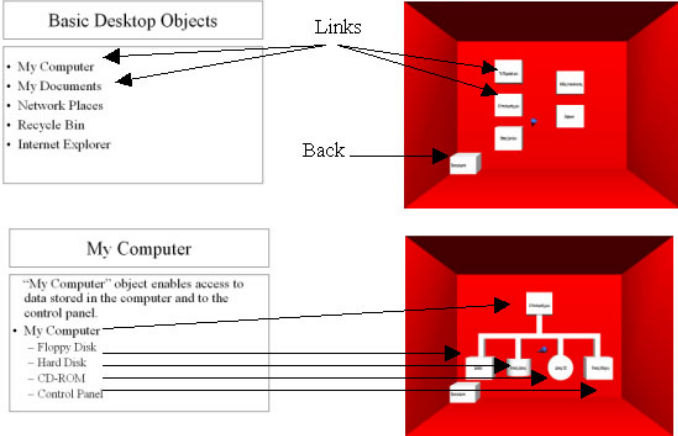 Basic Desktop Objects
Links
• My Computer
• My Documents
• Network Places
• Recycle Bin
• Internet Explorer
Back
My Computer
“My Computer” object enables access to
data stored in the computer and to the
control panel.
• My Computer
– Floppy Disk
– Hard Disk
– CD-ROM
– Control Panel